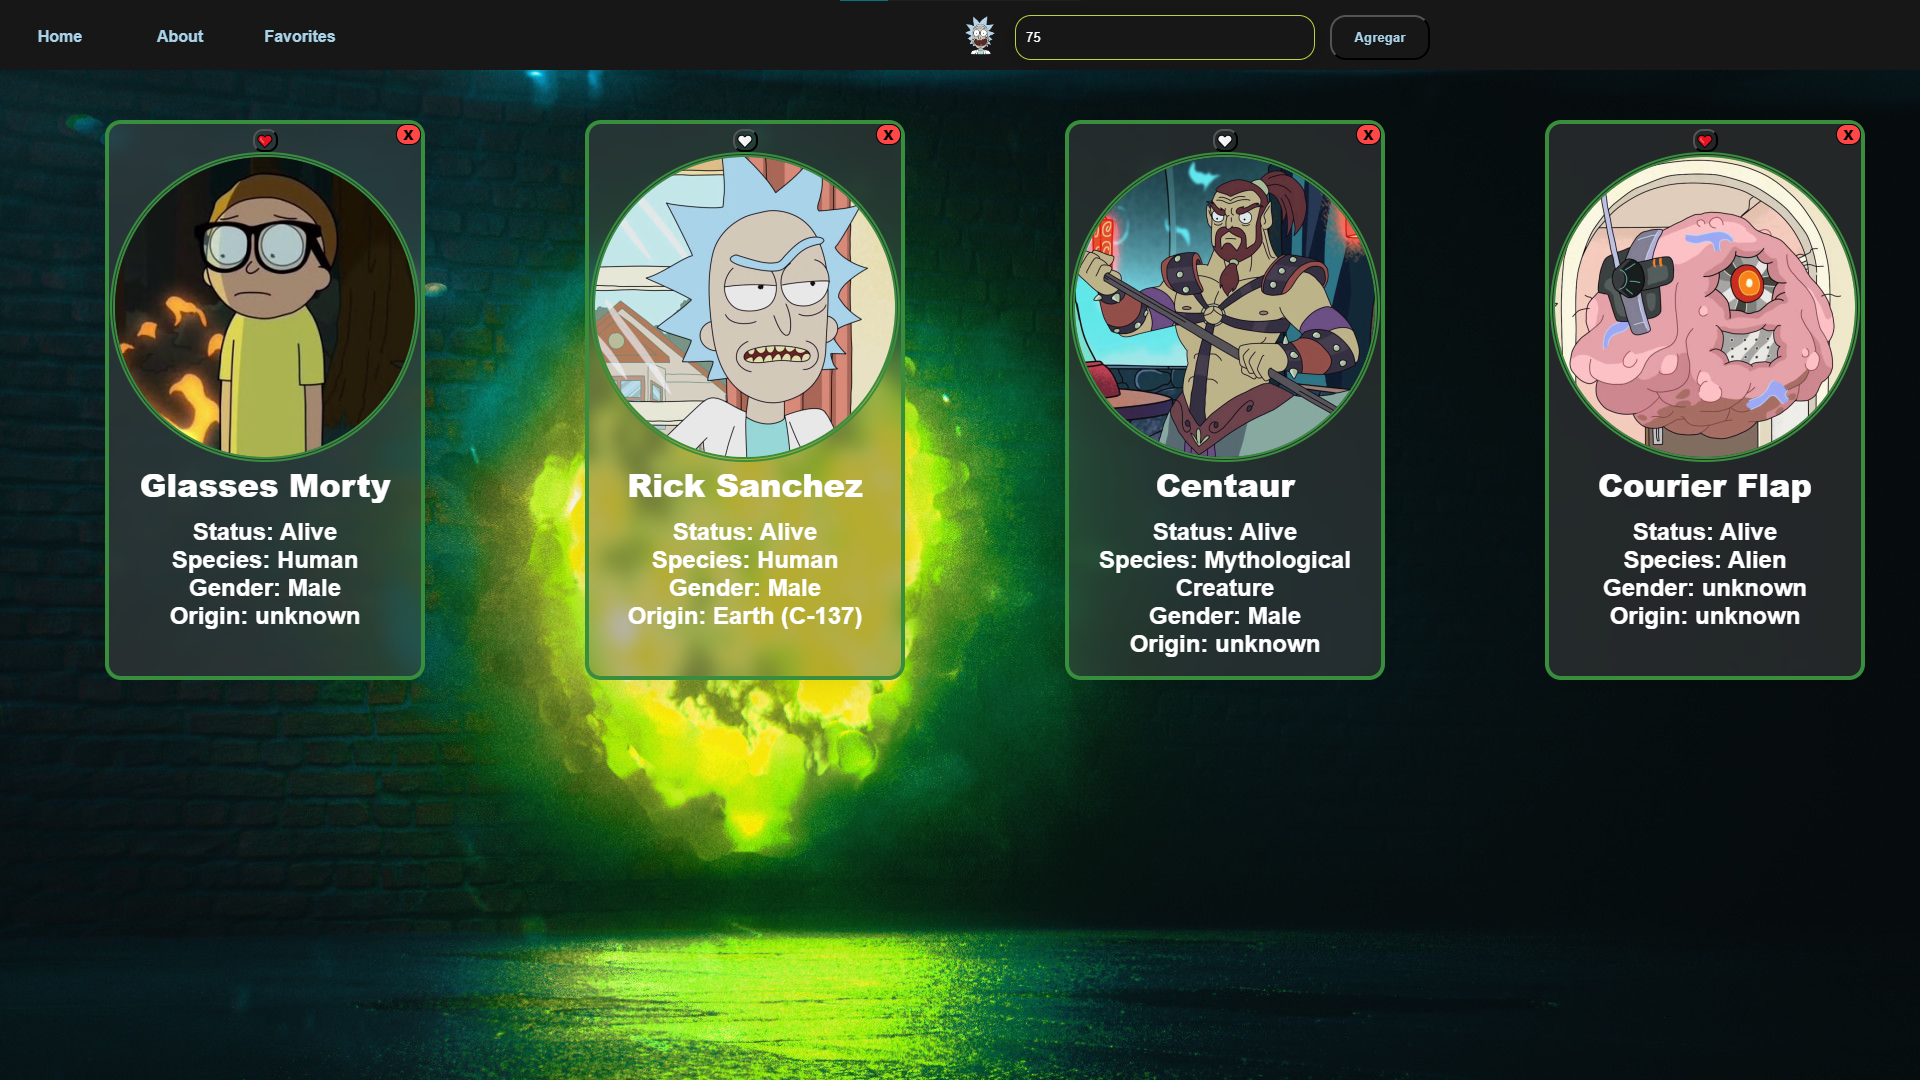 Home About Favorites 75 Agregar
X X X X
Glasses Morty
Status: Alive
Species: Human
Gender: Male
Origin: unknown
Rick Sanchez
Status: Alive
Species: Human
Gender: Male
Origin: Earth (C-137)
Centaur
Status: Alive
Species: Mythological
Creature
Gender: Male
Origin: unknown
Courier Flap
Status: Alive
Species: Alien
Gender: unknown
Origin: unknown